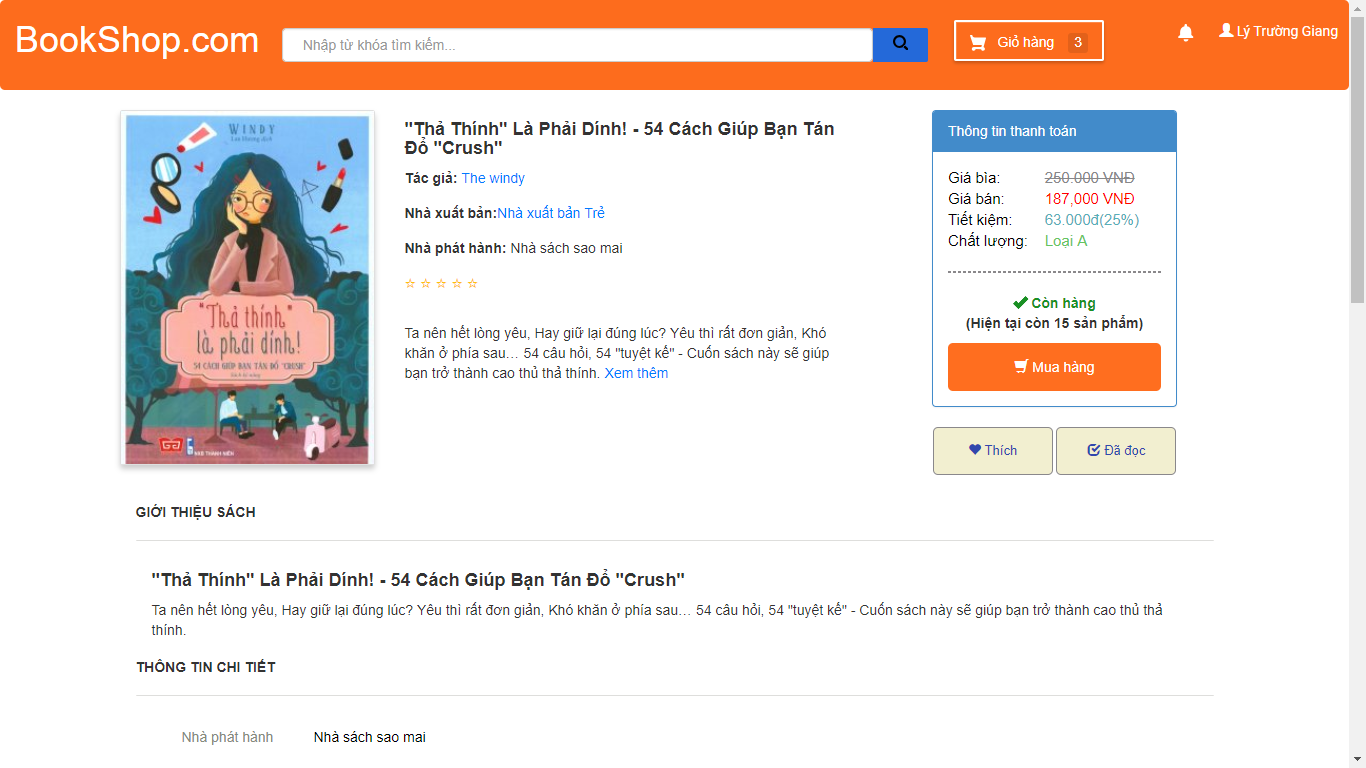 BookShop.com
Nhập từ khóa tìm kiếm...
Giỏ hàng 3
Lý Trường Giang
WINDY
"Thả thính"
là phải dính!
54 CÁCH GIÚP BẠN TÁN ĐỔ "CRUSH"
NXB THANH NIÊN
"Thả Thính" Là Phải Dính! - 54 Cách Giúp Bạn Tán
Đổ "Crush"
Tác giả: The windy
Nhà xuất bản:Nhà xuất bản Trẻ
Nhà phát hành: Nhà sách sao mai
Ta nên hết lòng yêu, Hay giữ lại đúng lúc? Yêu thì rất đơn giản, Khó
khăn ở phía sau… 54 câu hỏi, 54 "tuyệt kế" - Cuốn sách này sẽ giúp
bạn trở thành cao thủ thả thính. Xem thêm
Thông tin thanh toán
Giá bìa: 250.000 VNĐ
Giá bán: 187,000 VNĐ
Tiết kiệm: 63.000đ(25%)
Chất lượng: Loại A
Còn hàng
(Hiện tại còn 15 sản phẩm)
Mua hàng
Thích
Đã đọc
GIỚI THIỆU SÁCH
"Thả Thính" Là Phải Dính! - 54 Cách Giúp Bạn Tán Đổ "Crush"
Ta nên hết lòng yêu, Hay giữ lại đúng lúc? Yêu thì rất đơn giản, Khó khăn ở phía sau… 54 câu hỏi, 54 "tuyệt kế" - Cuốn sách này sẽ giúp bạn trở thành cao thủ thả
thính.
THÔNG TIN CHI TIẾT
Nhà phát hành Nhà sách sao mai